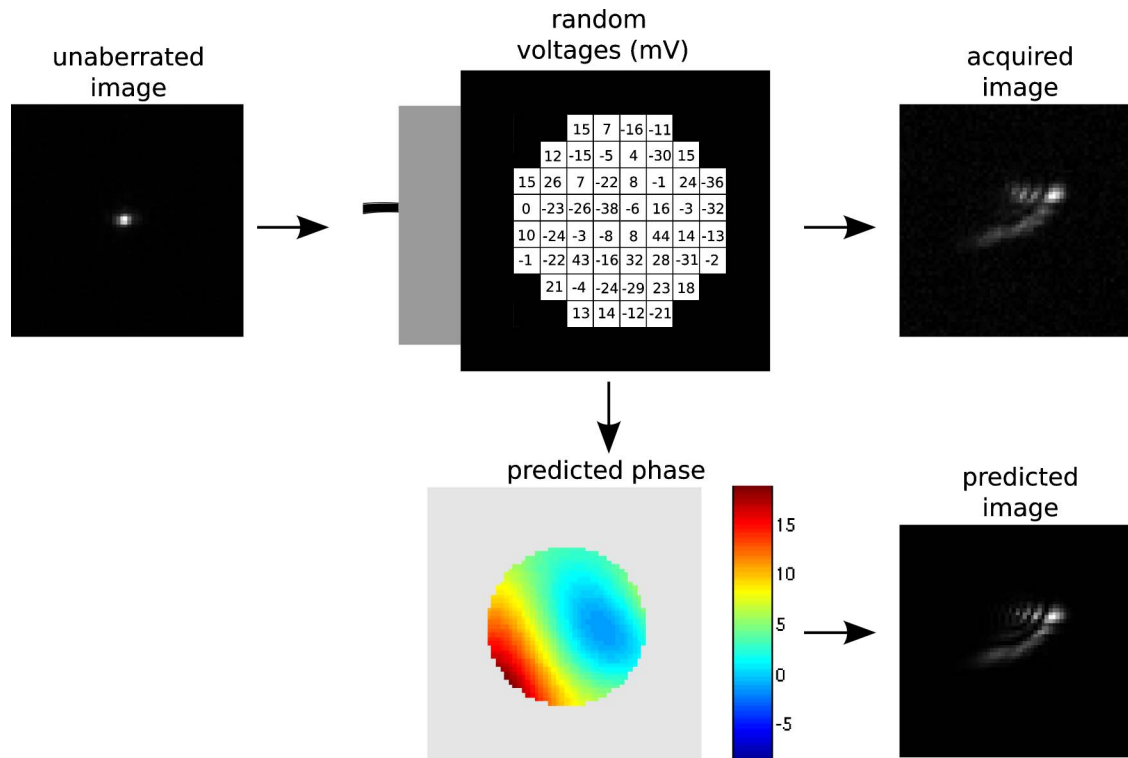 unaberrated
image
random
voltages (mV)
acquired
image
15 7 -16 -11
12 -15 -5 4 -30 15
15 26 7 -22 8 -1 24 -36
0 -23 -26 -38 -6 16 -3 -32
10 -24 -3 -8 8 44 14 -13
-1 -22 43 -16 32 28 -31 -2
21 -4 -24 -29 23 18
13 14 -12 -21
predicted phase
15
10
5
0
-5
predicted
image